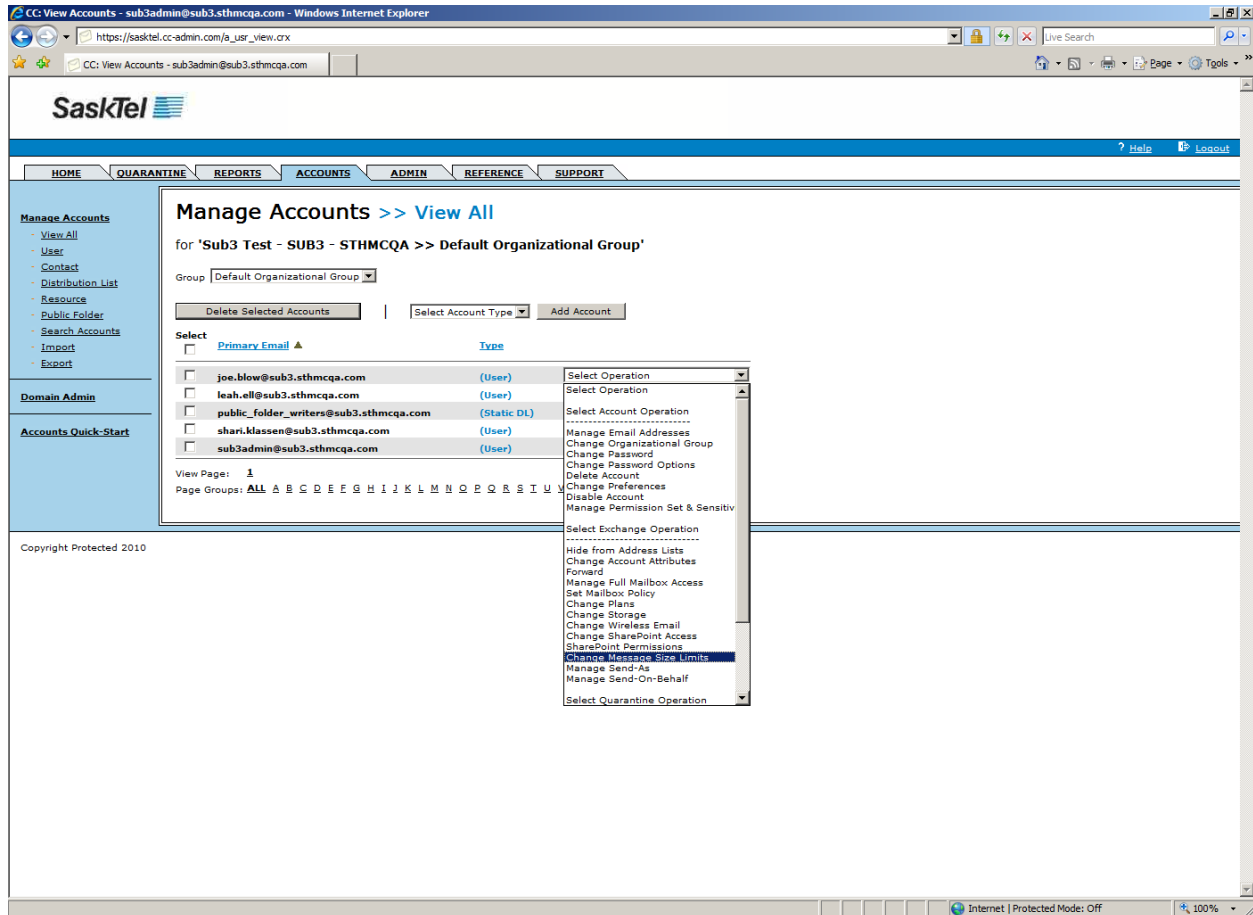 CC: View Accounts - sub3admin@sub3.sthmcqa.com - Windows Internet Explorer
https://sasktel.cc-admin.com/a_usr_view.crx
Live Search
CC: View Accounts - sub3admin@sub3.sthmcqa.com
Page Tools »
SaskTel
? Help Logout
HOME QUARANTINE REPORTS ACCOUNTS ADMIN REFERENCE SUPPORT
Manage Accounts
View All
User
Contact
Distribution List
Resource
Public Folder
Search Accounts
Import
Export
Domain Admin
Accounts Quick-Start
Manage Accounts >> View All
for 'Sub3 Test - SUB3 - STHMCQA >> Default Organizational Group'
Group Default Organizational Group
Delete Selected Accounts | Select Account Type Add Account
Select
Primary Email Type
joe.blow@sub3.sthmcqa.com (User) Select Operation
leah.ell@sub3.sthmcqa.com (User)
public_folder_writers@sub3.sthmcqa.com (Static DL)
shari.klassen@sub3.sthmcqa.com (User)
sub3admin@sub3.sthmcqa.com (User)
View Page: 1
Page Groups: ALL A B C D E F G H I J K L M N O P Q R S T U V
Select Operation
Select Account Operation
---------------------------
Manage Email Addresses
Change Organizational Group
Change Password
Change Password Options
Delete Account
Change Preferences
Disable Account
Manage Permission Set & Sensitiv
Select Exchange Operation
-----------------------------
Hide from Address Lists
Change Account Attributes
Forward
Manage Full Mailbox Access
Set Mailbox Policy
Change Plans
Change Storage
Change Wireless Email
Change SharePoint Access
SharePoint Permissions
Change Message Size Limits
Manage Send-As
Manage Send-On-Behalf
Select Quarantine Operation
Copyright Protected 2010
Internet | Protected Mode: Off 100%